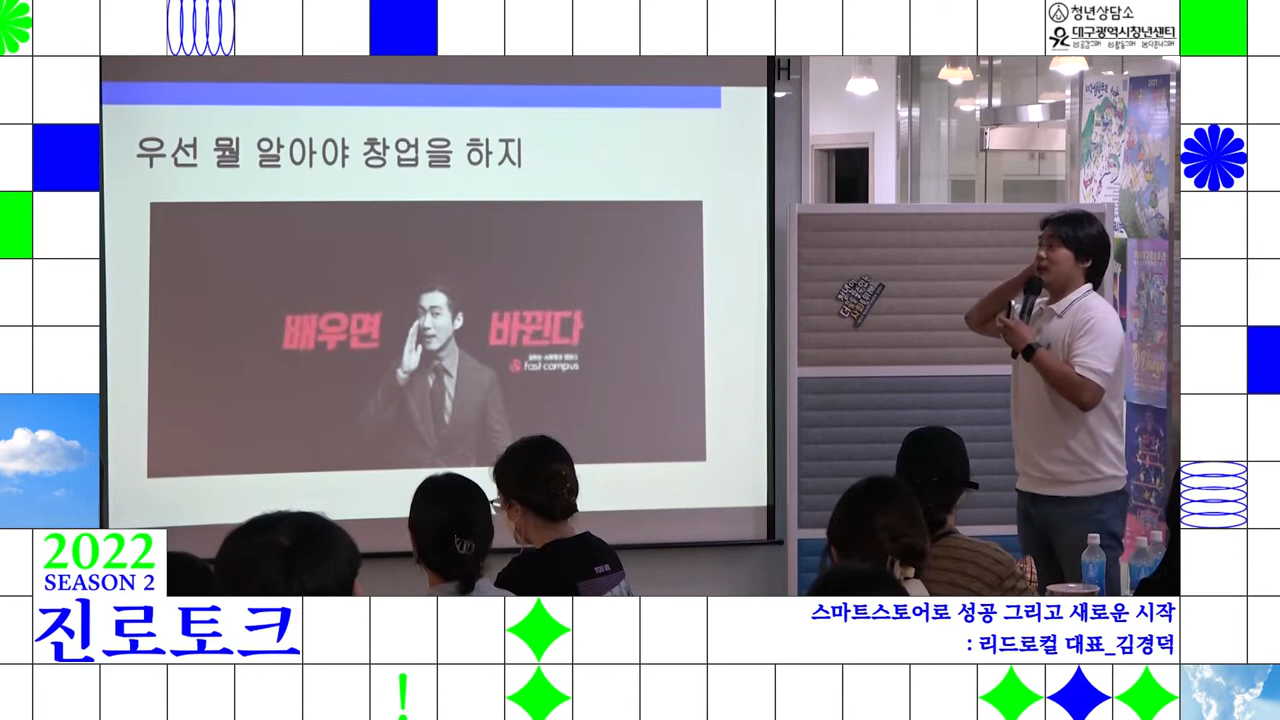 청년상담소
대구광역시청년센터
우선 뭘 알아야 창업을 하지
배우면
바뀐다
fast campus
2022
SEASON 2
진로토크
스마트스토어로 성공 그리고 새로운 시작
: 리드로컬 대표_김경덕
!